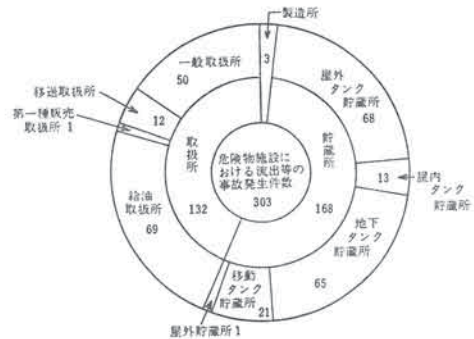 製造所
3
一般取扱所
50
屋外
タンク
貯蔵所
68
移送取扱所
12
第一種販売
取扱所 1
取扱所
132
貯蔵所
168
危険物施設に
おける流出等の
事故発生件数
303
13
屋内
タンク
貯蔵所
給油
取扱所
69
地下
タンク
貯蔵所
65
移動
タンク
貯蔵所
21
屋外貯蔵所1